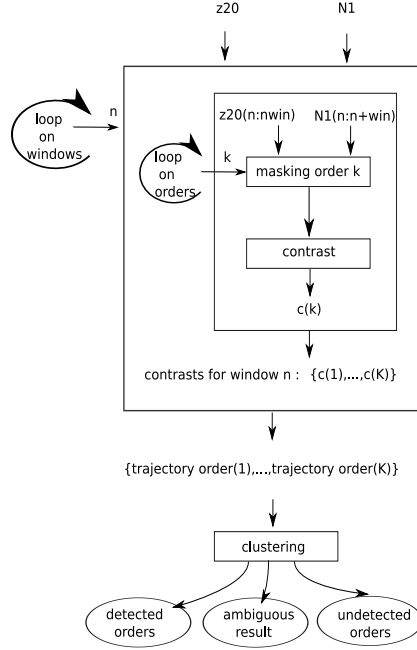 z20 N1
n
loop
on
windows
z20(n:nwin) N1(n:n+win)
loop
on
orders
k
masking order k
contrast
c(k)
contrasts for window n : {c(1),...,c(K)}
{trajectory order(1),...,trajectory order(K)}
clustering
detected
orders
ambiguous
result
undetected
orders